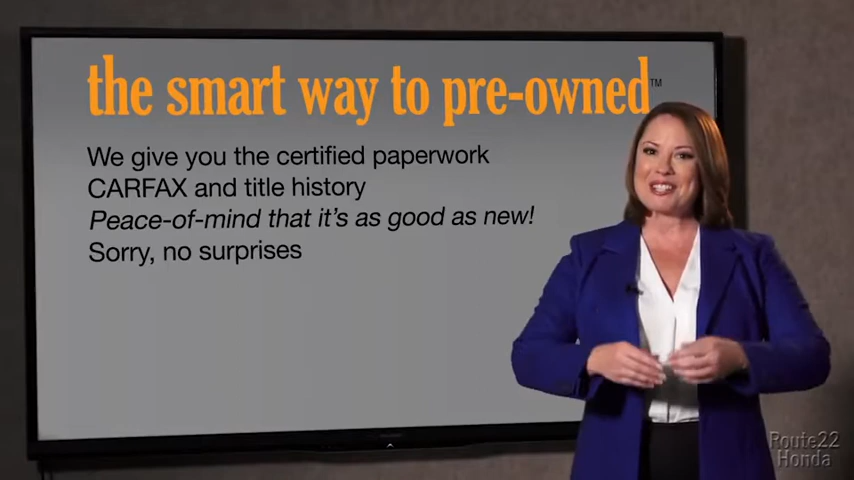 the smart way to pre-owned™
We give you the certified paperwork
CARFAX and title history
Peace-of-mind that it's as good as new!
Sorry, no surprises
Route22
Honda